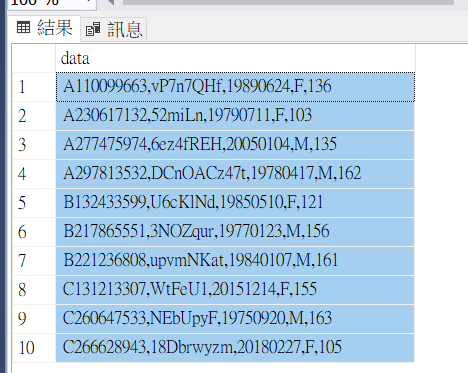 100 %
結果 訊息
data
1 A110099663,vP7n7QHf,19890624,F,136
2 A230617132,52miLn,19790711,F,103
3 A277475974,6ez4fREH,20050104,M,135
4 A297813532,DCnOACz47t,19780417,M,162
5 B132433599,U6cKlNd,19850510,F,121
6 B217865551,3NOZqur,19770123,M,156
7 B221236808,upvmNKat,19840107,M,161
8 C131213307,WtFeU1,20151214,F,155
9 C260647533,NEbUpyF,19750920,M,163
10 C266628943,18Dbrwyzm,20180227,F,105